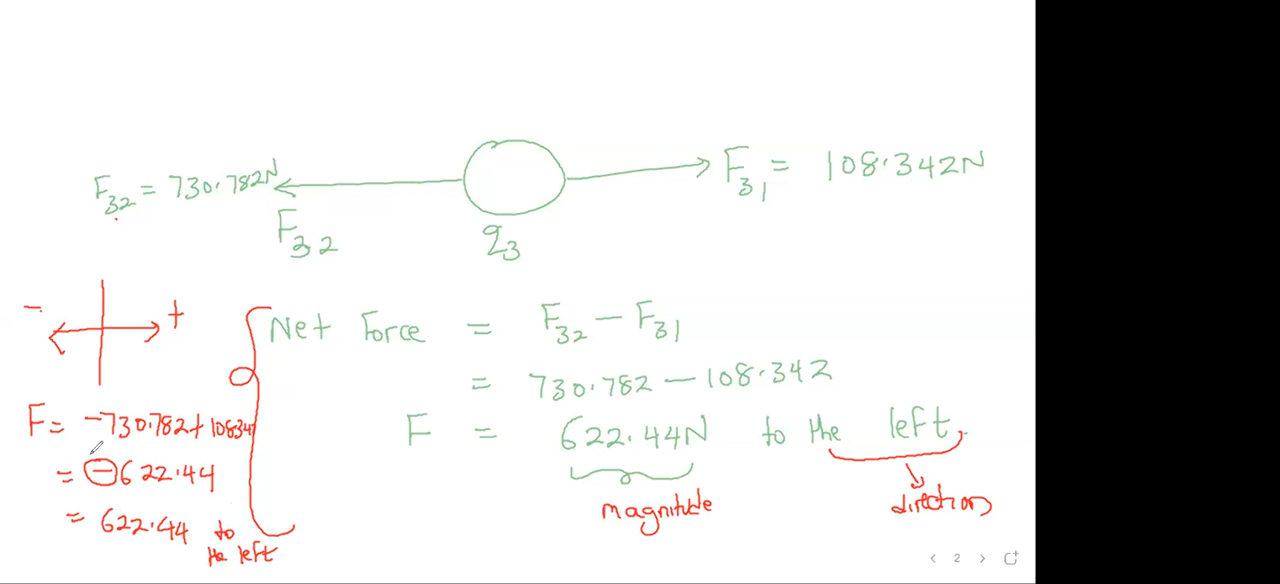 F₃₂ = 730.782N
F₃₁ = 108.342N
F₃₂
q₃
- +
Net Force = F₃₂ - F₃₁
= 730.782 - 108.342
F = 622.44N to the left.
magnitude
direction
F = -730.782 + 108.34
= -622.44
= 622.44 to
the left
< 2 >